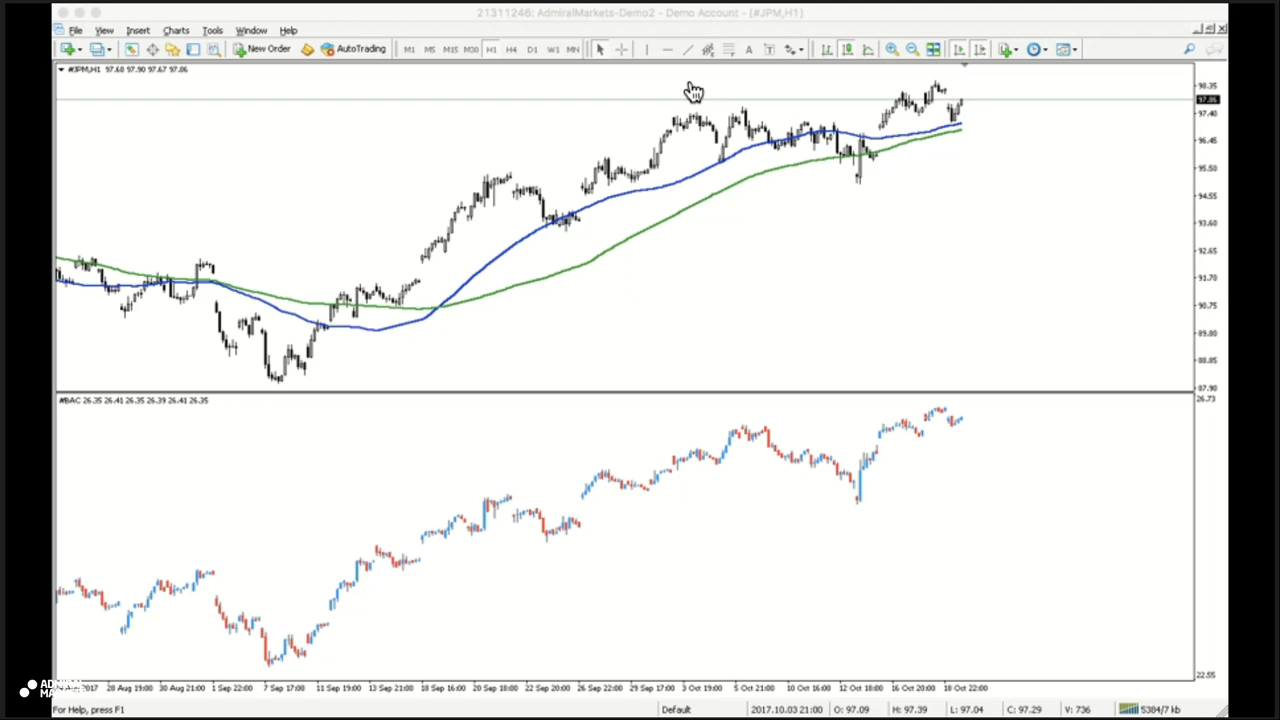 21311246: AdmiralMarkets-Demo2 - Demo Account - [#JPM,H1]
File View Insert Charts Tools Window Help
New Order AutoTrading M1 M5 M15 M30 H1 H4 D1 W1 MN
#JPM,H1 97.68 97.90 97.67 97.86
98.35
97.86
97.40
96.45
95.50
94.55
93.60
92.65
91.70
90.75
89.80
88.85
87.90
#BAC 26.35 26.41 26.35 26.39 26.41 26.35
26.73
22.55
2017 28 Aug 19:00 30 Aug 21:00 1 Sep 22:00 7 Sep 17:00 11 Sep 19:00 13 Sep 21:00 18 Sep 16:00 20 Sep 18:00 22 Sep 20:00 26 Sep 22:00 29 Sep 17:00 3 Oct 19:00 5 Oct 21:00 10 Oct 16:00 12 Oct 18:00 16 Oct 20:00 18 Oct 22:00
For Help, press F1 Default 2017.10.03 21:00 O: 97.09 H: 97.39 L: 97.04 C: 97.29 V: 736 5384/7 kb